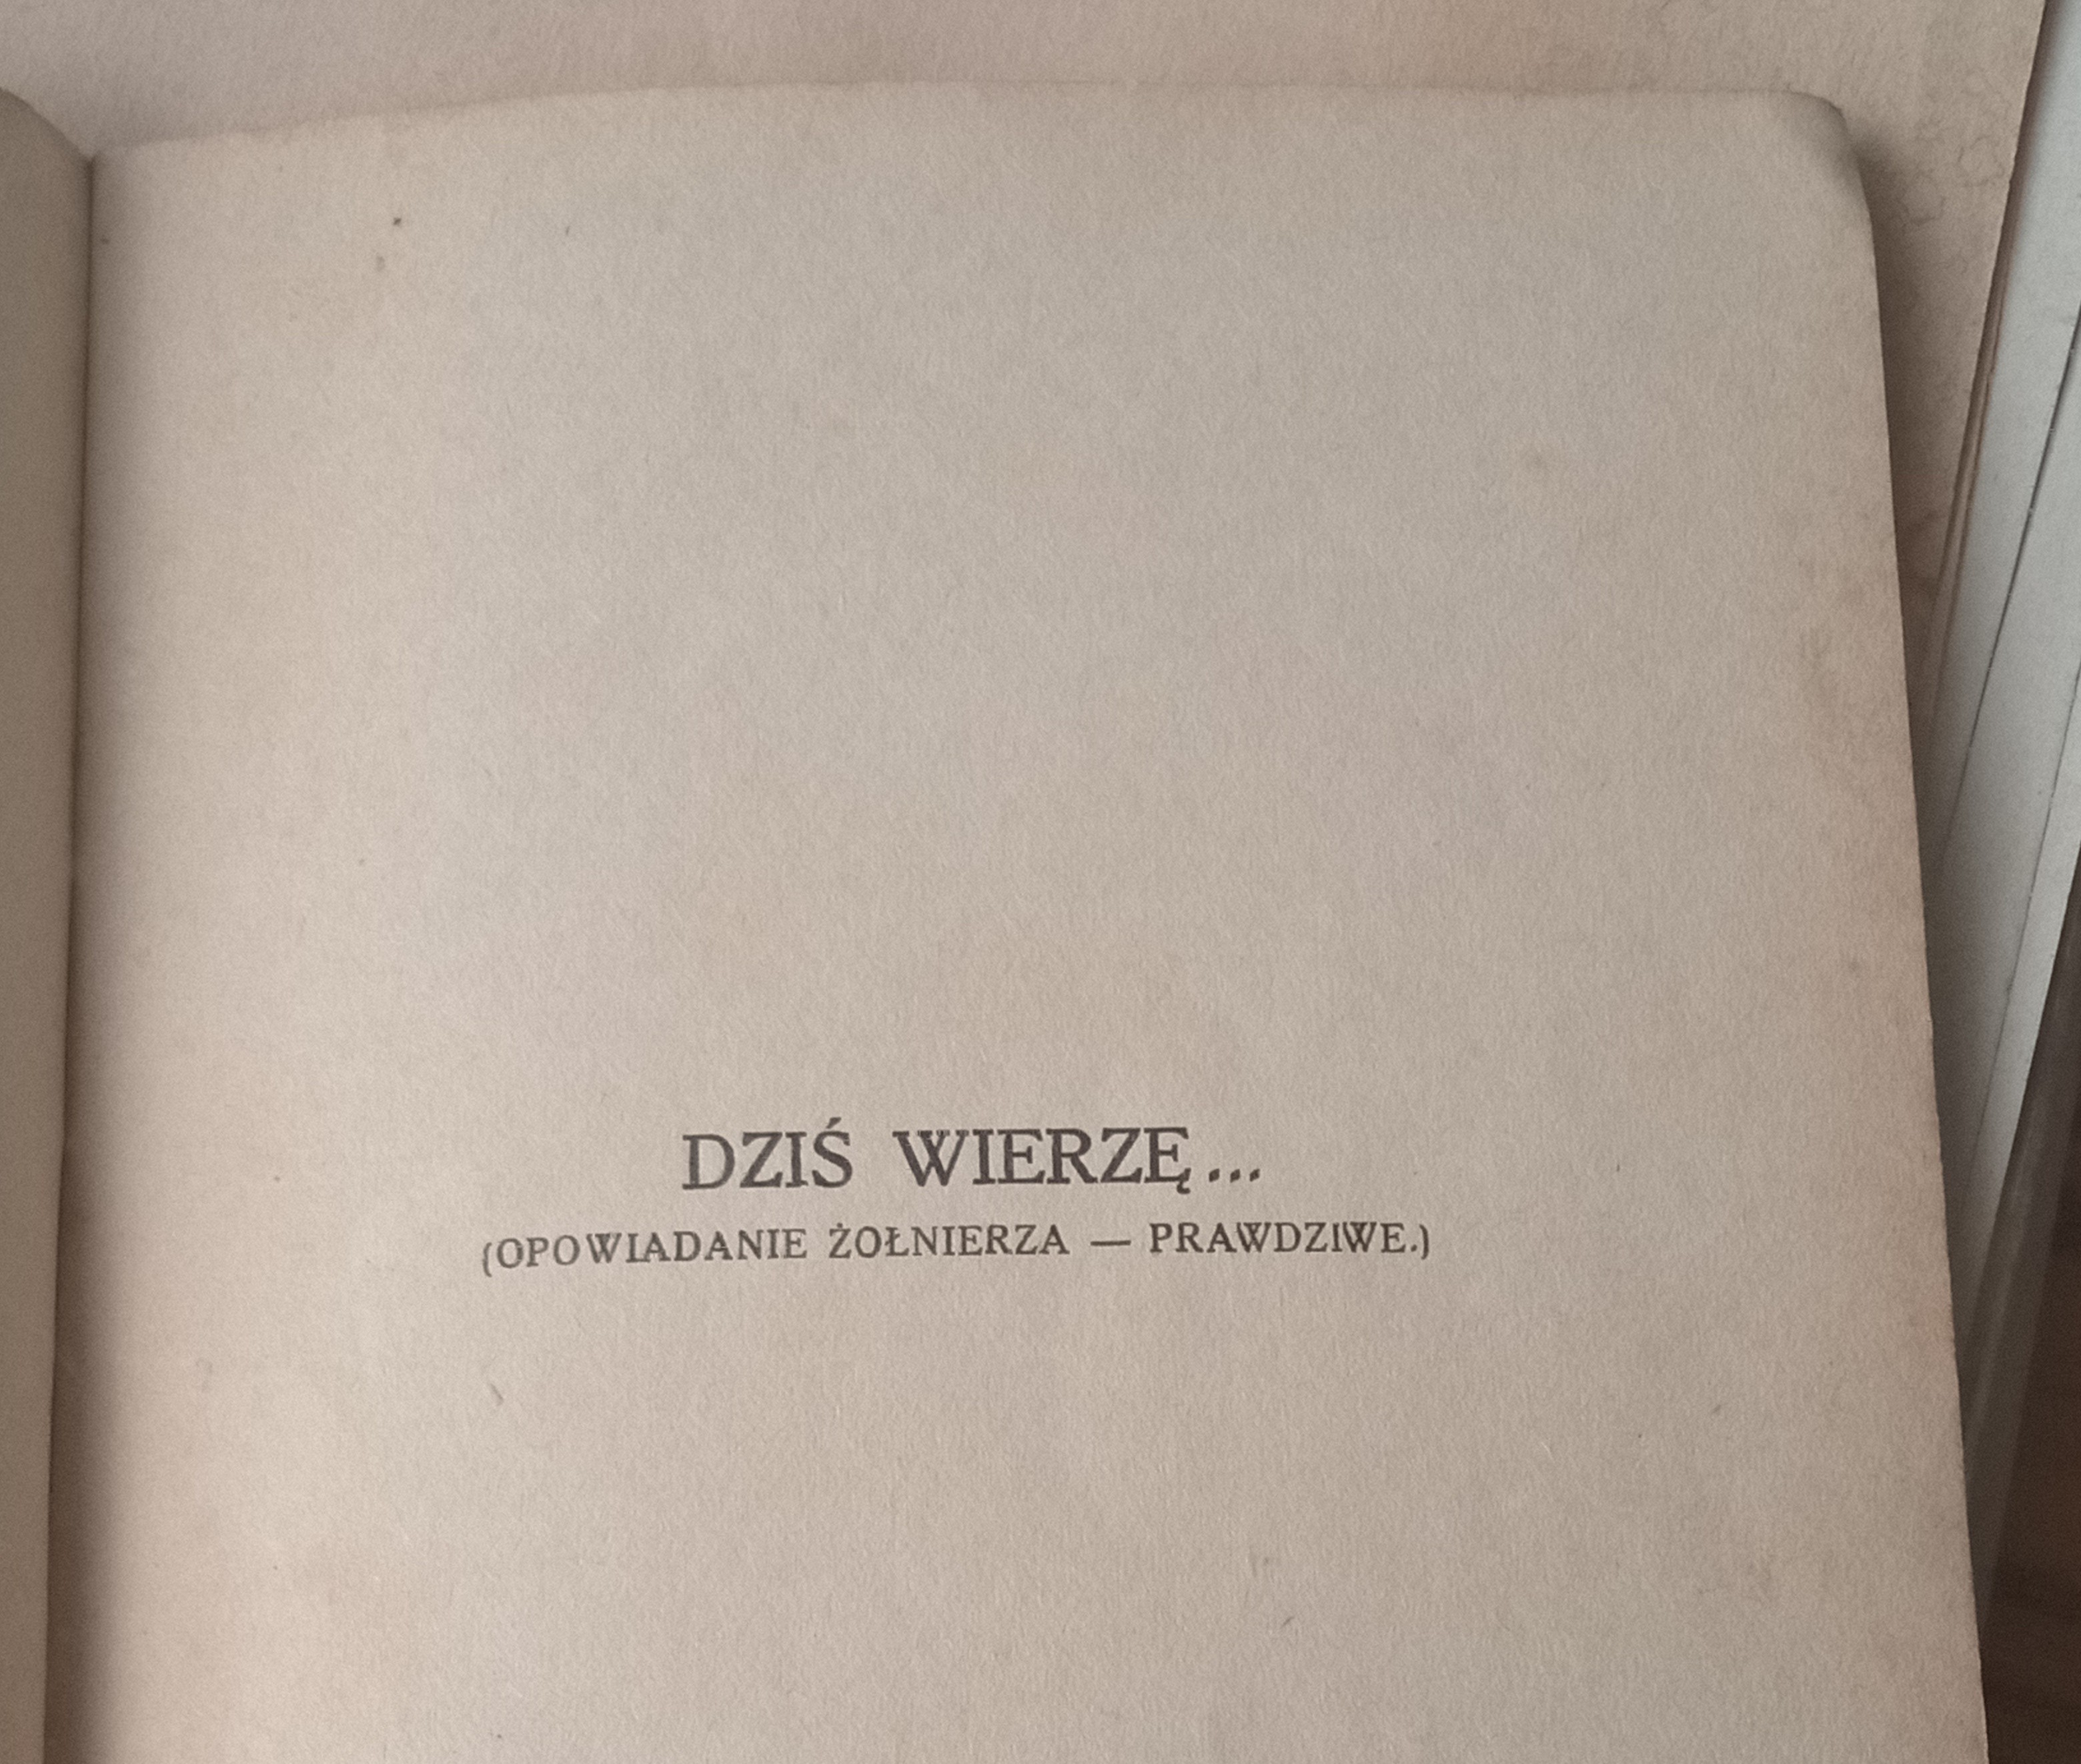 DZIŚ WIERZĘ...
(OPOWIADANIE ŻOŁNIERZA — PRAWDZIWE.)